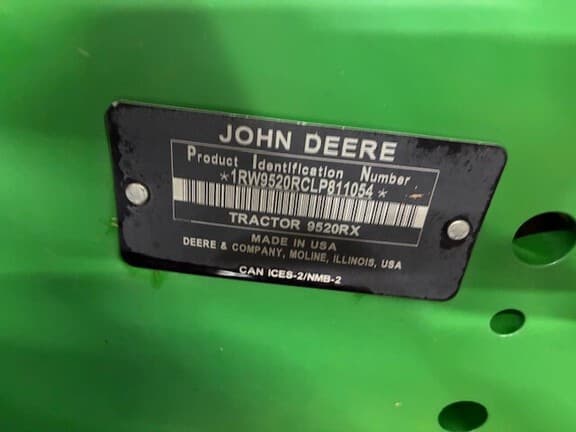 JOHN DEERE
Product Identification Number
*1RW9520RCLP811054*
TRACTOR 9520RX
MADE IN USA
DEERE & COMPANY, MOLINE, ILLINOIS, USA
CAN ICES-2/NMB-2